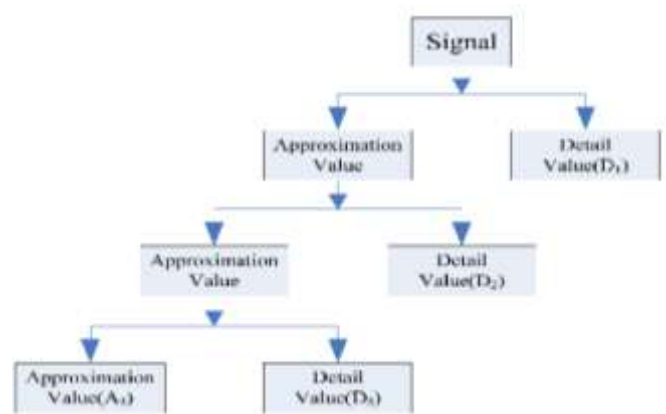 Signal
Approximation
Value
Detail
Value(D₁)
Approximation
Value
Detail
Value(D₂)
Approximation
Value(A₃)
Detail
Value(D₃)